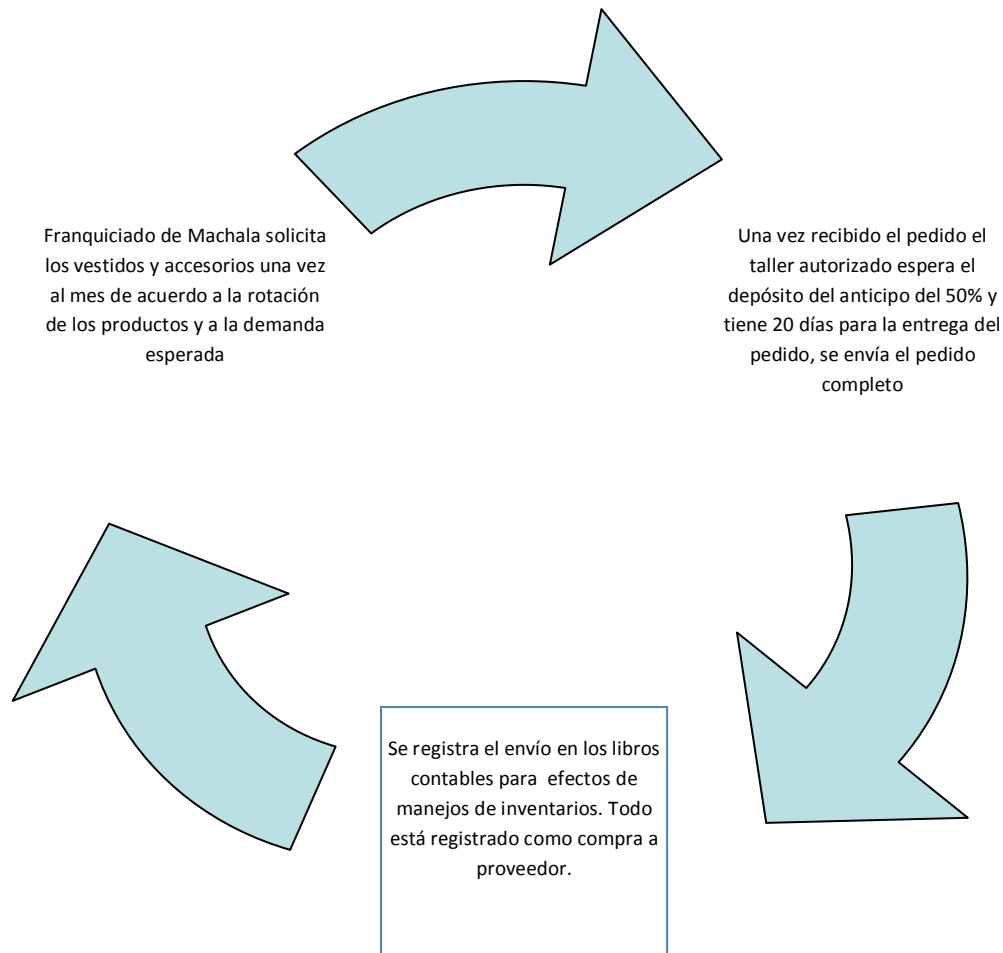 Franquiciado de Machala solicita
los vestidos y accesorios una vez
al mes de acuerdo a la rotación
de los productos y a la demanda
esperada
Una vez recibido el pedido el
taller autorizado espera el
depósito del anticipo del 50% y
tiene 20 días para la entrega del
pedido, se envía el pedido
completo
Se registra el envío en los libros
contables para efectos de
manejos de inventarios. Todo
está registrado como compra a
proveedor.